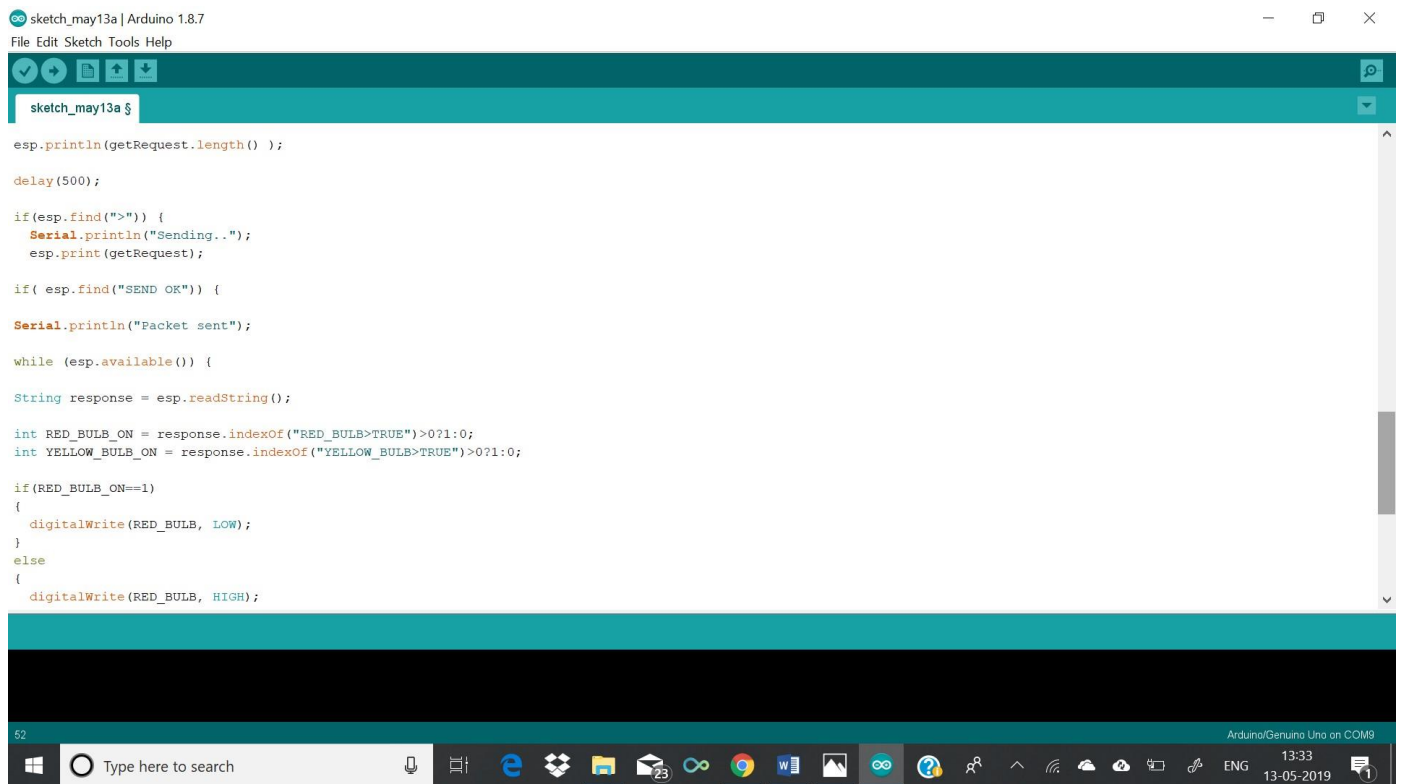 sketch_may13a | Arduino 1.8.7
File Edit Sketch Tools Help
sketch_may13a §
esp.println(getRequest.length() );
delay(500);
if(esp.find(">")) {
Serial.println("Sending..");
esp.print(getRequest);
if( esp.find("SEND OK")) {
Serial.println("Packet sent");
while (esp.available()) {
String response = esp.readString();
int RED_BULB_ON = response.indexOf("RED_BULB>TRUE")>0?1:0;
int YELLOW_BULB_ON = response.indexOf("YELLOW_BULB>TRUE")>0?1:0;
if(RED_BULB_ON==1)
{
digitalWrite(RED_BULB, LOW);
}
else
{
digitalWrite(RED_BULB, HIGH);
52
Arduino/Genuino Uno on COM9
Type here to search
23
ENG
13:33
13-05-2019
1